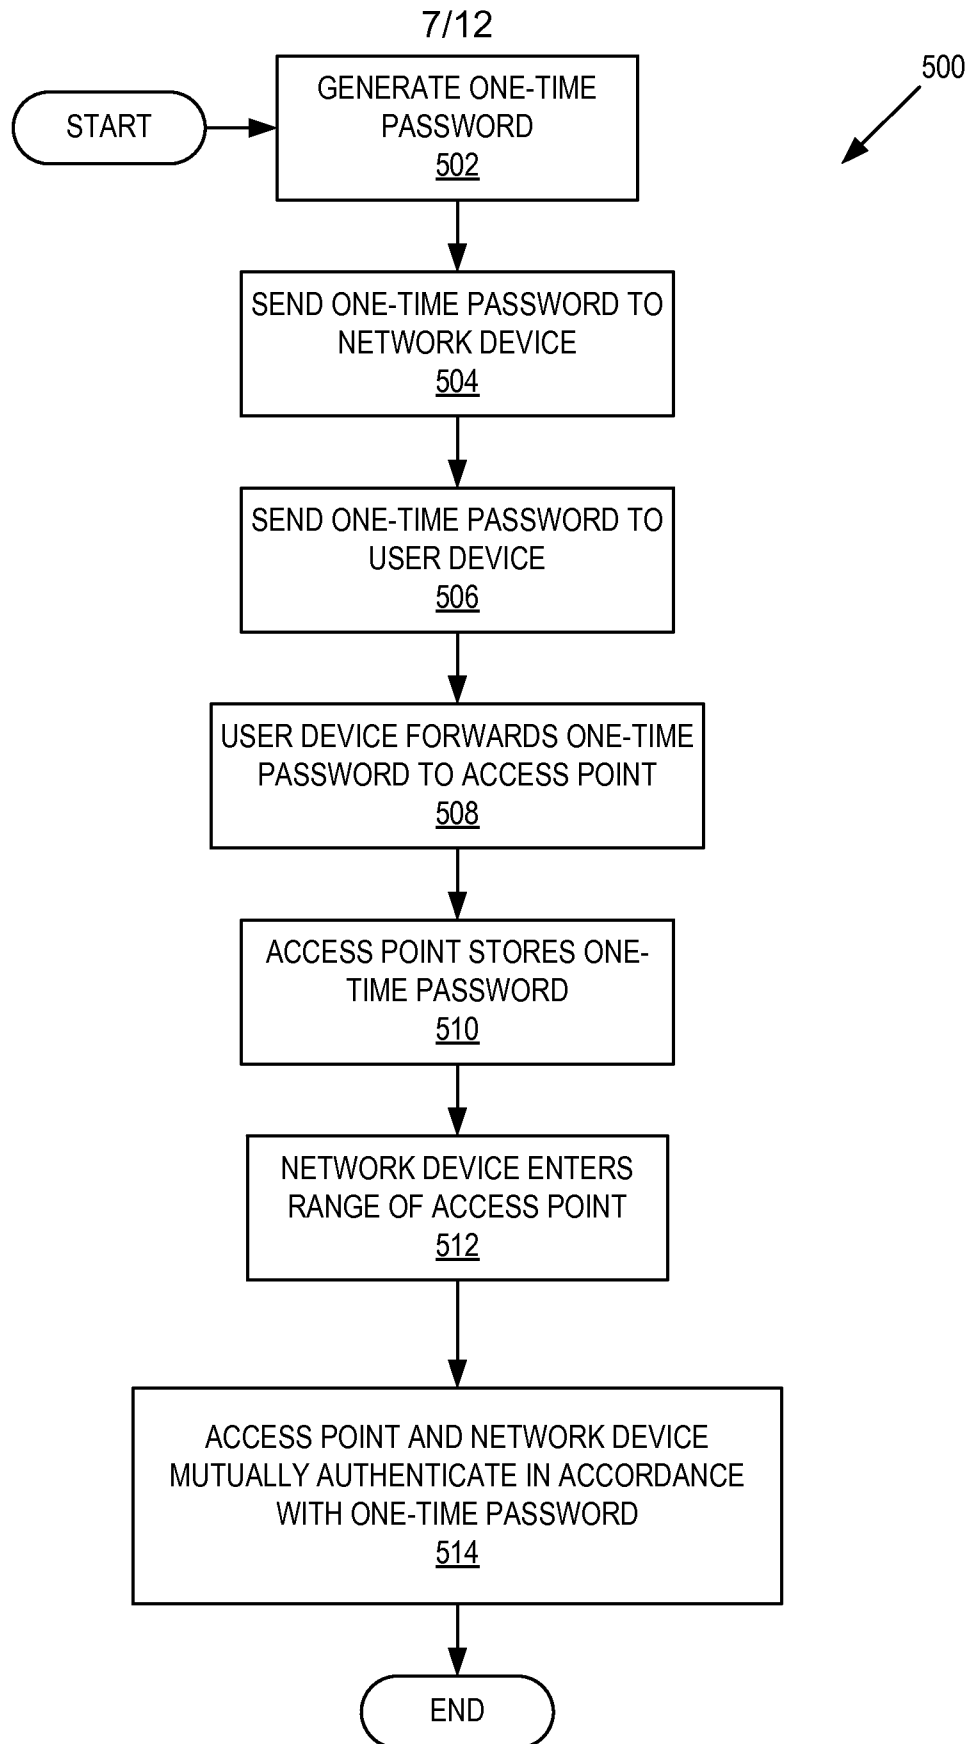 7/12
500
START
GENERATE ONE-TIME
PASSWORD
502
SEND ONE-TIME PASSWORD TO
NETWORK DEVICE
504
SEND ONE-TIME PASSWORD TO
USER DEVICE
506
USER DEVICE FORWARDS ONE-TIME
PASSWORD TO ACCESS POINT
508
ACCESS POINT STORES ONE-
TIME PASSWORD
510
NETWORK DEVICE ENTERS
RANGE OF ACCESS POINT
512
ACCESS POINT AND NETWORK DEVICE
MUTUALLY AUTHENTICATE IN ACCORDANCE
WITH ONE-TIME PASSWORD
514
END